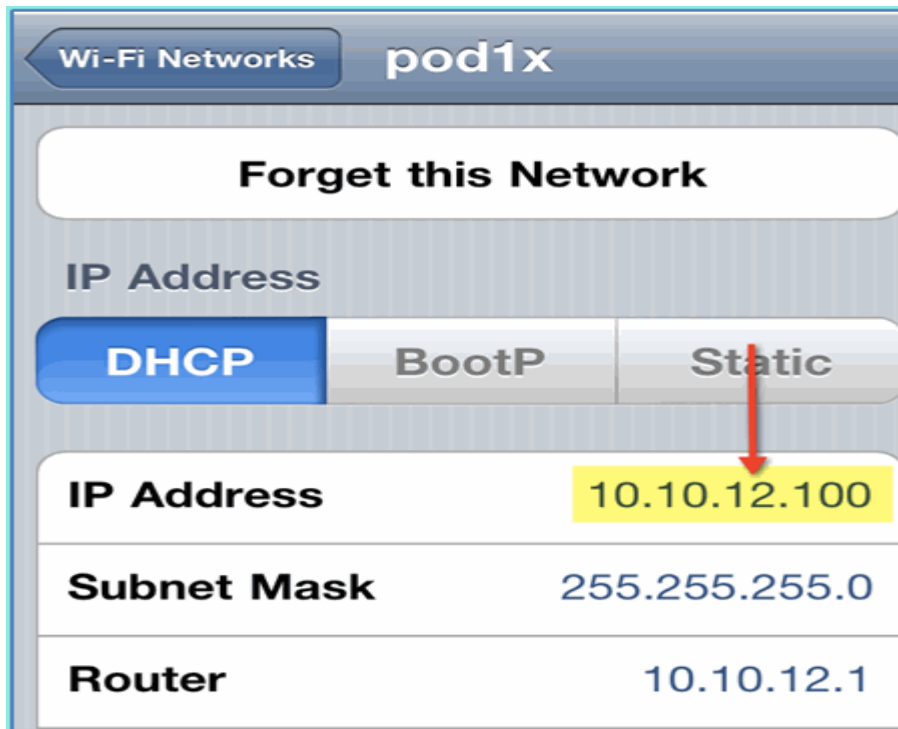 Wi-Fi Networks pod1x
Forget this Network
IP Address
DHCP BootP Static
IP Address 10.10.12.100
Subnet Mask 255.255.255.0
Router 10.10.12.1